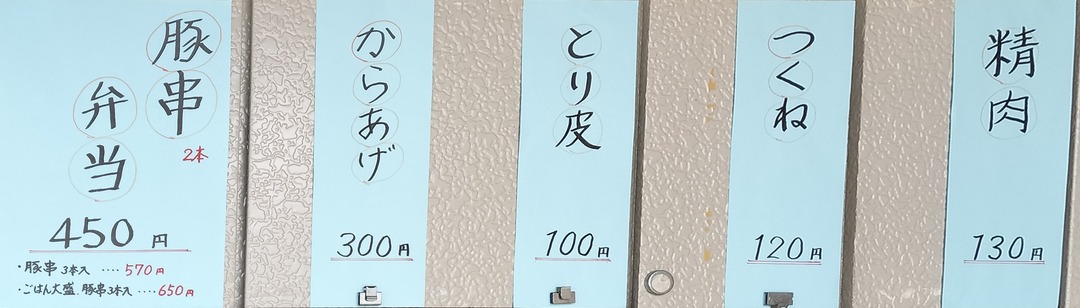 豚串
弁当
2本
450円
・豚串 3本入 ････ 570円
・ごはん大盛.豚串3本入 ････650円
からあげ
300円
とり皮
100円
つくね
120円
精肉
130円